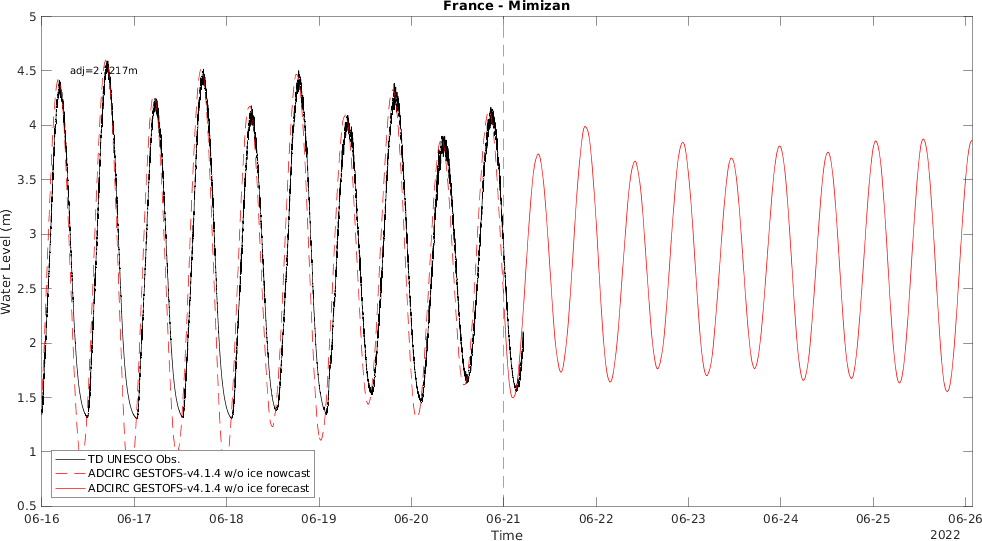 France - Mimizan
5
4.5
4
3.5
3
2.5
2
1.5
1
0.5
Water Level (m)
TD UNESCO Obs.
ADCIRC GESTOFS-v4.1.4 w/o ice nowcast
ADCIRC GESTOFS-v4.1.4 w/o ice forecast
06-16 06-17 06-18 06-19 06-20 06-21 06-22 06-23 06-24 06-25 06-26
Time
2022